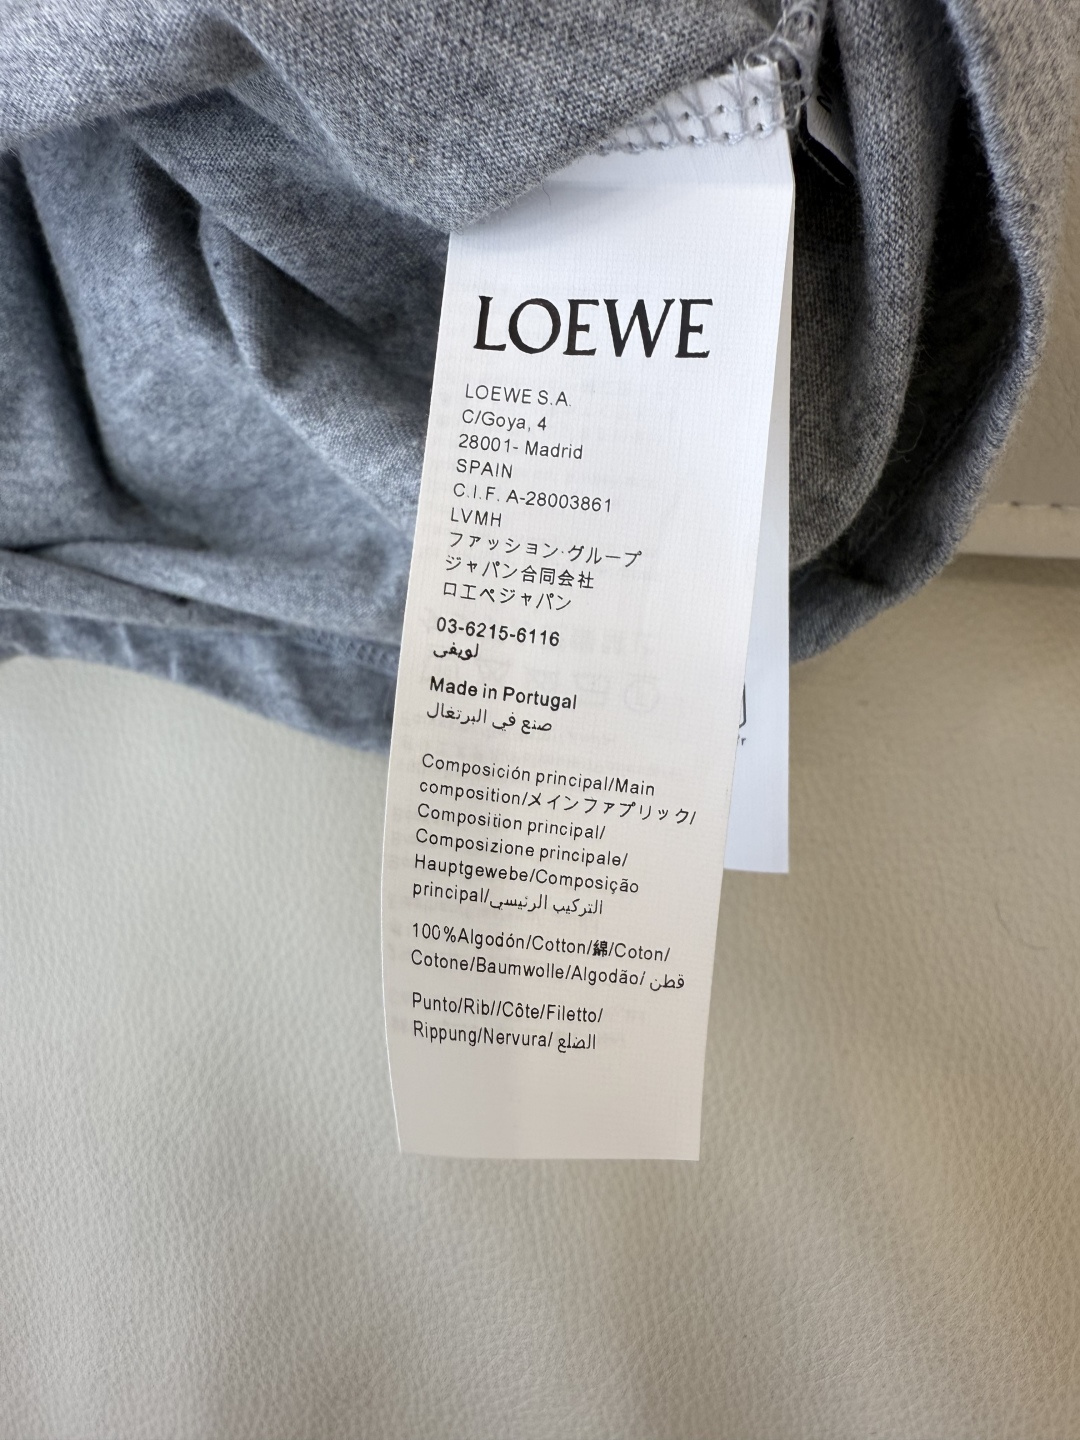 LOEWE
LOEWE S.A.
C/Goya, 4
28001- Madrid
SPAIN
C.I.F. A-28003861
LVMH
ファッション·グループ
ジャパン合同会社
ロエベジャパン
03-6215-6116
لويفي
Made in Portugal
صنع في البرتغال
Composición principal/Main
composition/メインファブリック/
Composition principal/
Composizione principale/
Hauptgewebe/Composição
principal/التركيب الرئيسي
100%Algodón/Cotton/綿/Coton/
Cotone/Baumwolle/Algodão/ قطن
Punto/Rib//Côte/Filetto/
Rippung/Nervura/ الضلع